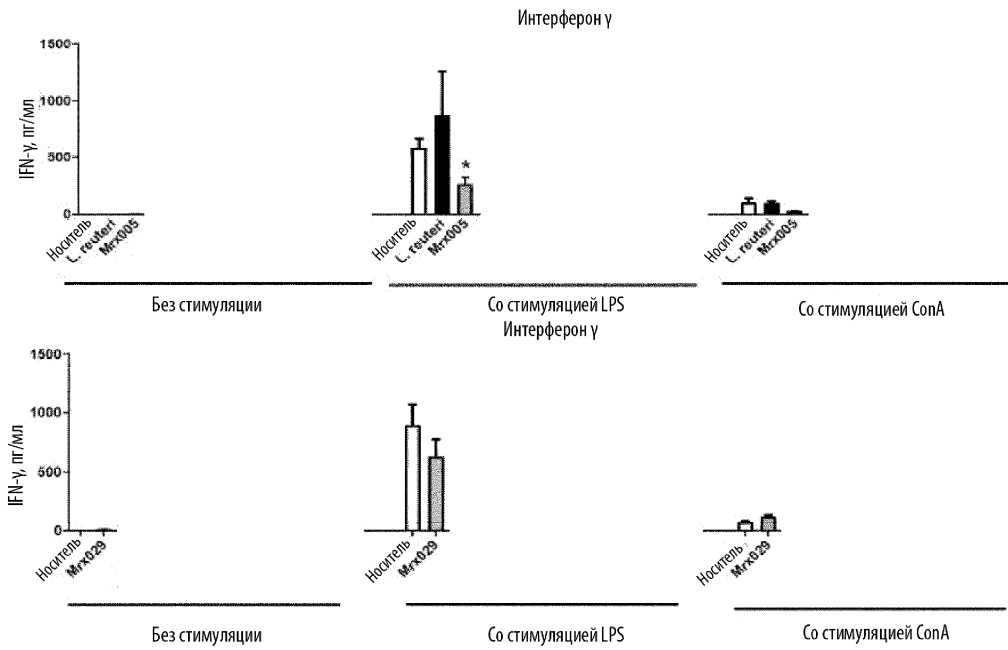 Интерферон γ
IFN-γ, пг/мл
1500
1000
500
0
Носитель
L. reuteri
Mrx005
*
Носитель
L. reuteri
Mrx005
Носитель
L. reuteri
Mrx005
Без стимуляции
Со стимуляцией LPS
Со стимуляцией ConA
Интерферон γ
IFN-γ, пг/мл
1500
1000
500
0
Носитель
Mrx029
Носитель
Mrx029
Носитель
Mrx029
Без стимуляции
Со стимуляцией LPS
Со стимуляцией ConA